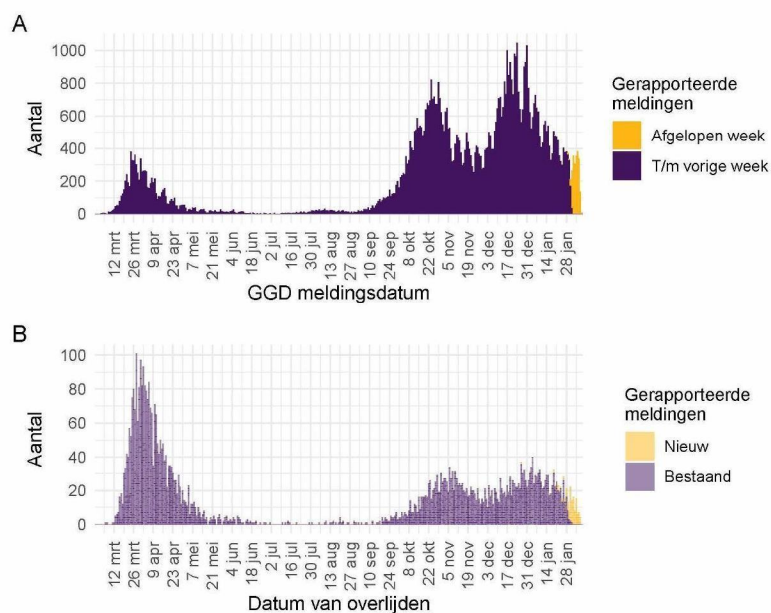 A
1000
800
600
400
200
0
Aantal
12 mrt
26 mrt
9 apr
23 apr
7 mei
21 mei
4 jun
18 jun
2 jul
16 jul
30 jul
13 aug
27 aug
10 sep
24 sep
8 okt
22 okt
5 nov
19 nov
3 dec
17 dec
31 dec
14 jan
28 jan
GGD meldingsdatum
Gerapporteerde
meldingen
Afgelopen week
T/m vorige week
B
100
80
60
40
20
0
Aantal
12 mrt
26 mrt
9 apr
23 apr
7 mei
21 mei
4 jun
18 jun
2 jul
16 jul
30 jul
13 aug
27 aug
10 sep
24 sep
8 okt
22 okt
5 nov
19 nov
3 dec
17 dec
31 dec
14 jan
28 jan
Datum van overlijden
Gerapporteerde
meldingen
Nieuw
Bestaand